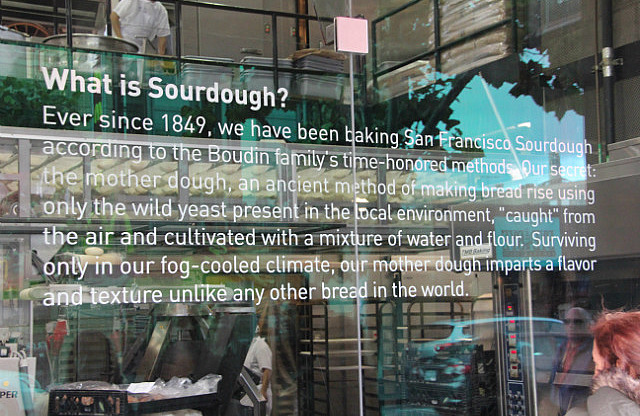 What is Sourdough?
Ever since 1849, we have been baking San Francisco Sourdough
according to the Boudin family's time-honored methods. Our secret:
the mother dough, an ancient method of making bread rise using
only the wild yeast present in the local environment, "caught" from
the air and cultivated with a mixture of water and flour. Surviving
only in our fog-cooled climate, our mother dough imparts a flavor
and texture unlike any other bread in the world.
PER